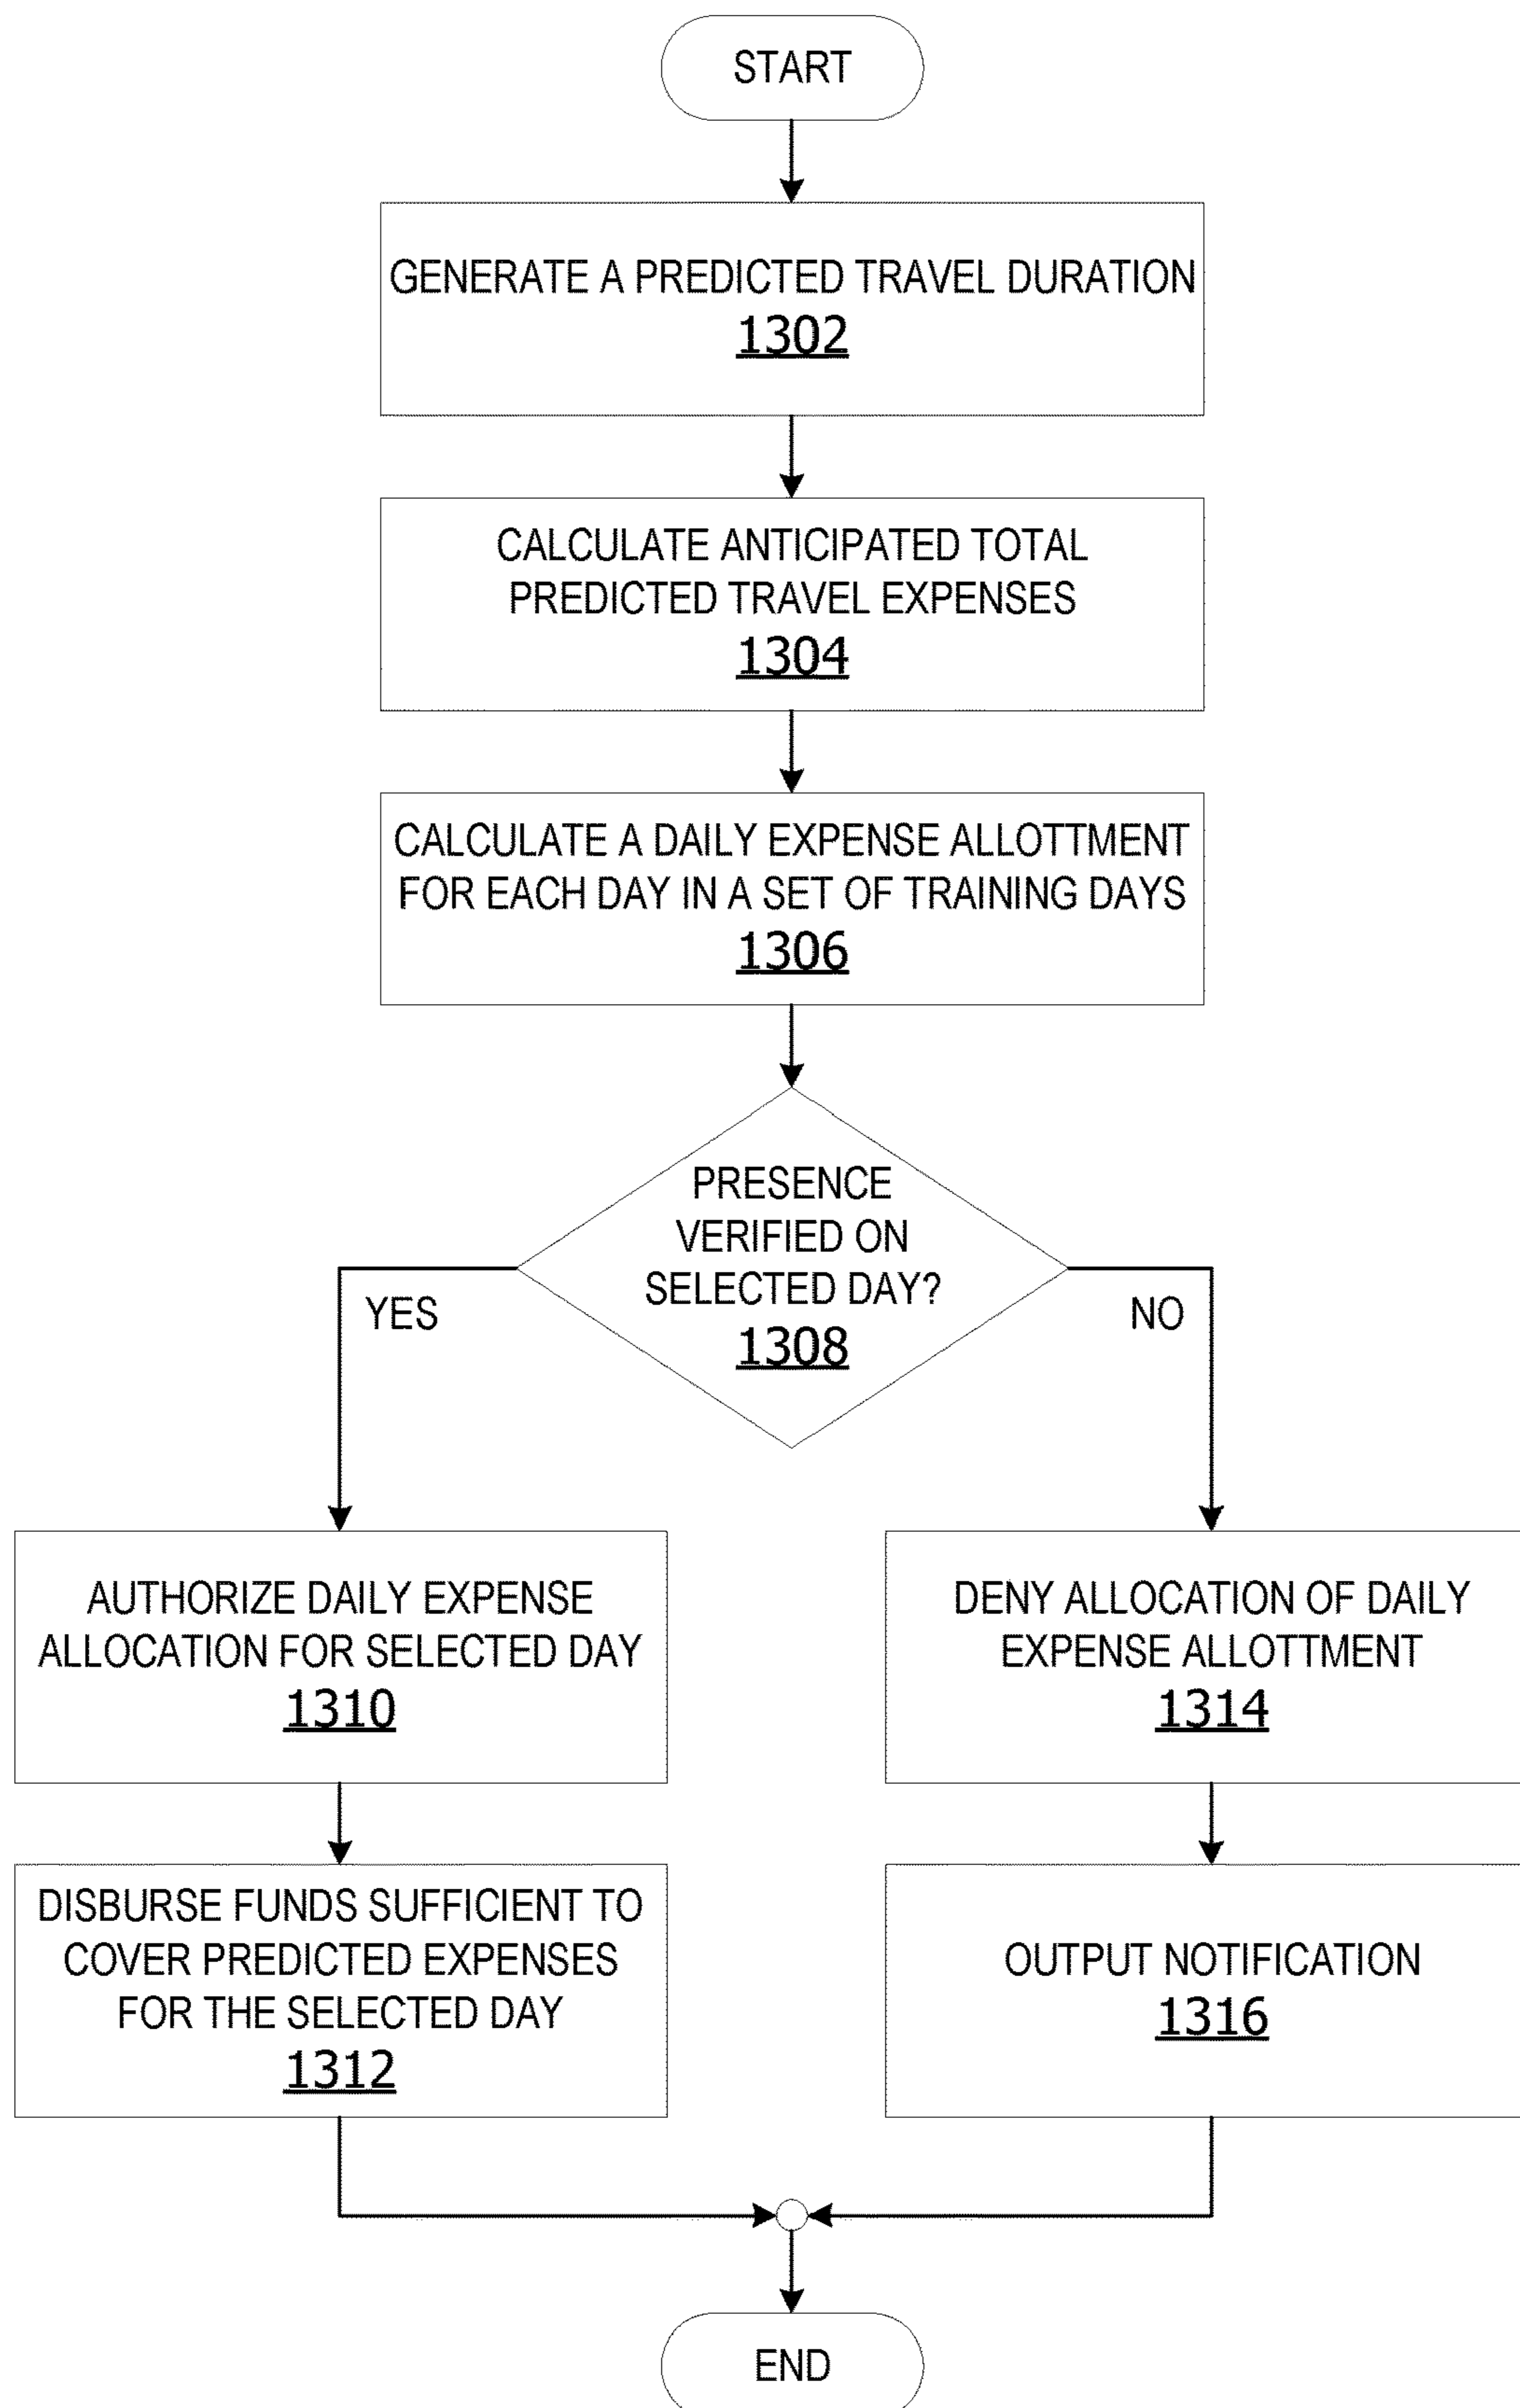 START
GENERATE A PREDICTED TRAVEL DURATION
1302
CALCULATE ANTICIPATED TOTAL
PREDICTED TRAVEL EXPENSES
1304
CALCULATE A DAILY EXPENSE ALLOTTMENT
FOR EACH DAY IN A SET OF TRAINING DAYS
1306
PRESENCE
VERIFIED ON
SELECTED DAY?
1308
YES
NO
AUTHORIZE DAILY EXPENSE
ALLOCATION FOR SELECTED DAY
1310
DISBURSE FUNDS SUFFICIENT TO
COVER PREDICTED EXPENSES
FOR THE SELECTED DAY
1312
DENY ALLOCATION OF DAILY
EXPENSE ALLOTTMENT
1314
OUTPUT NOTIFICATION
1316
END